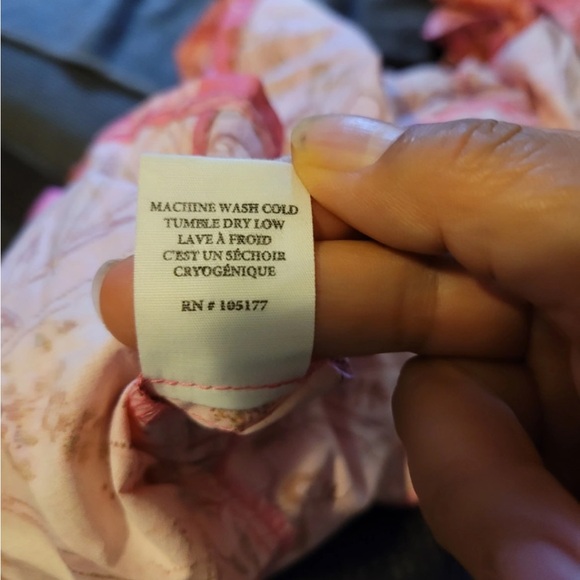 MACHINE WASH COLD
TUMBLE DRY LOW
LAVE À FROID
C'EST UN SÉCHOIR
CRYOGÉNIQUE
RN # 105177